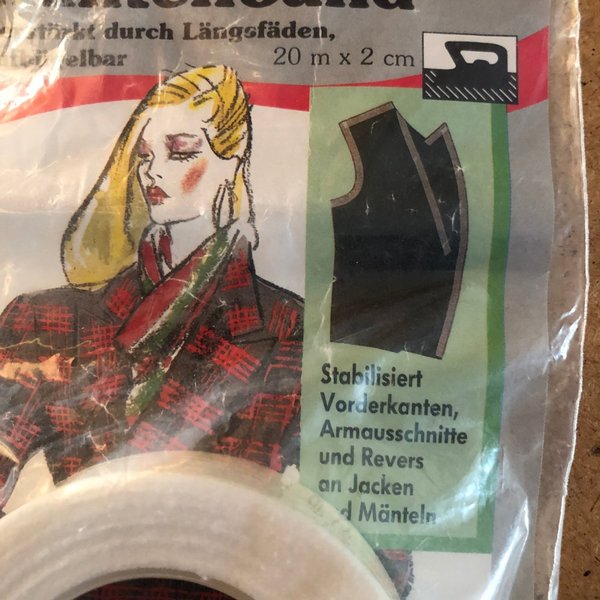 verstärkt durch Längsfäden,
20 m x 2 cm
Stabilisiert
Vorderkanten,
Armausschnitte
und Revers
an Jacken
Mänteln